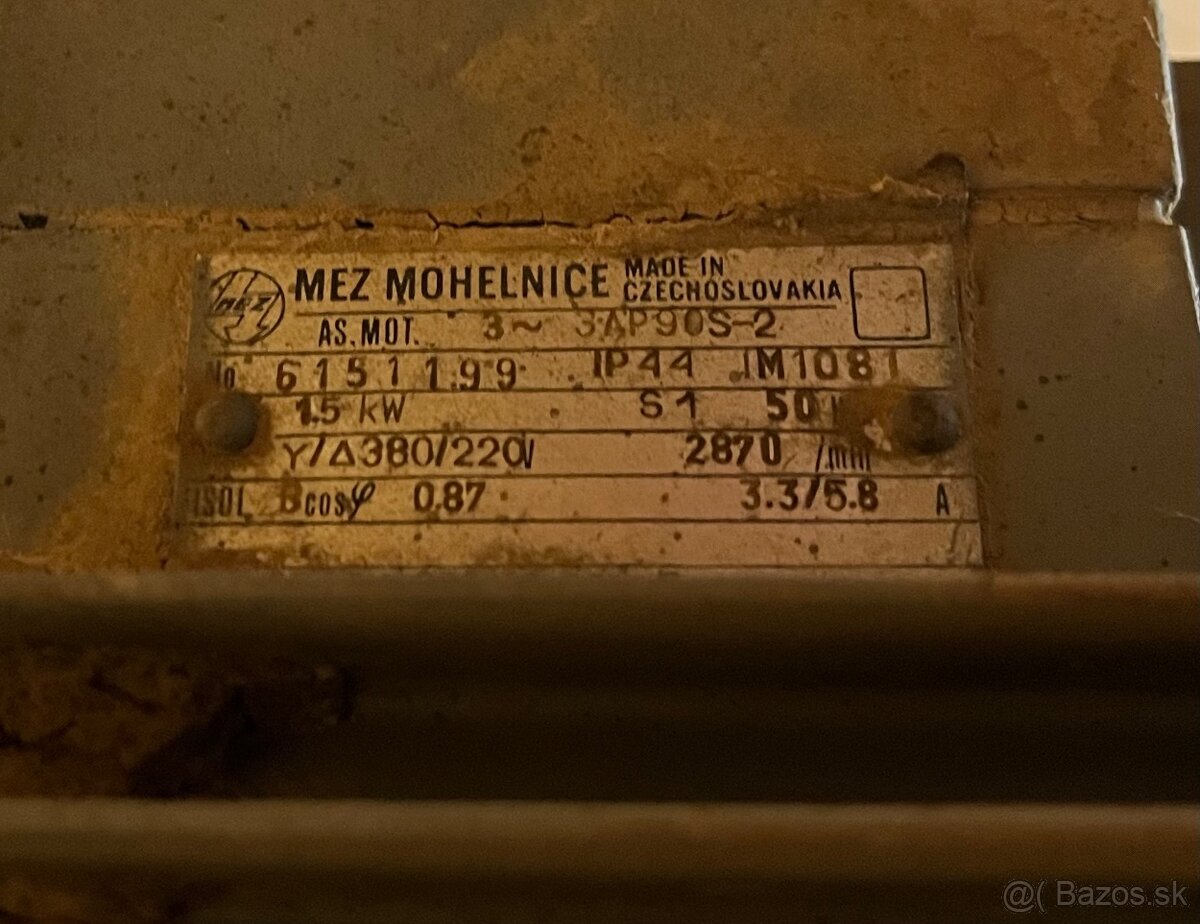 MEZ MEZ MOHELNICE MADE IN CZECHOSLOVAKIA
AS. MOT. 3~ 3AP90S-2
No 6151199 IP44 IM1081
1.5 kW S1 50
Y/Δ380/220V 2870 /min
ISOL B cosφ 0.87 3.3/5.8 A
@( Bazos.sk